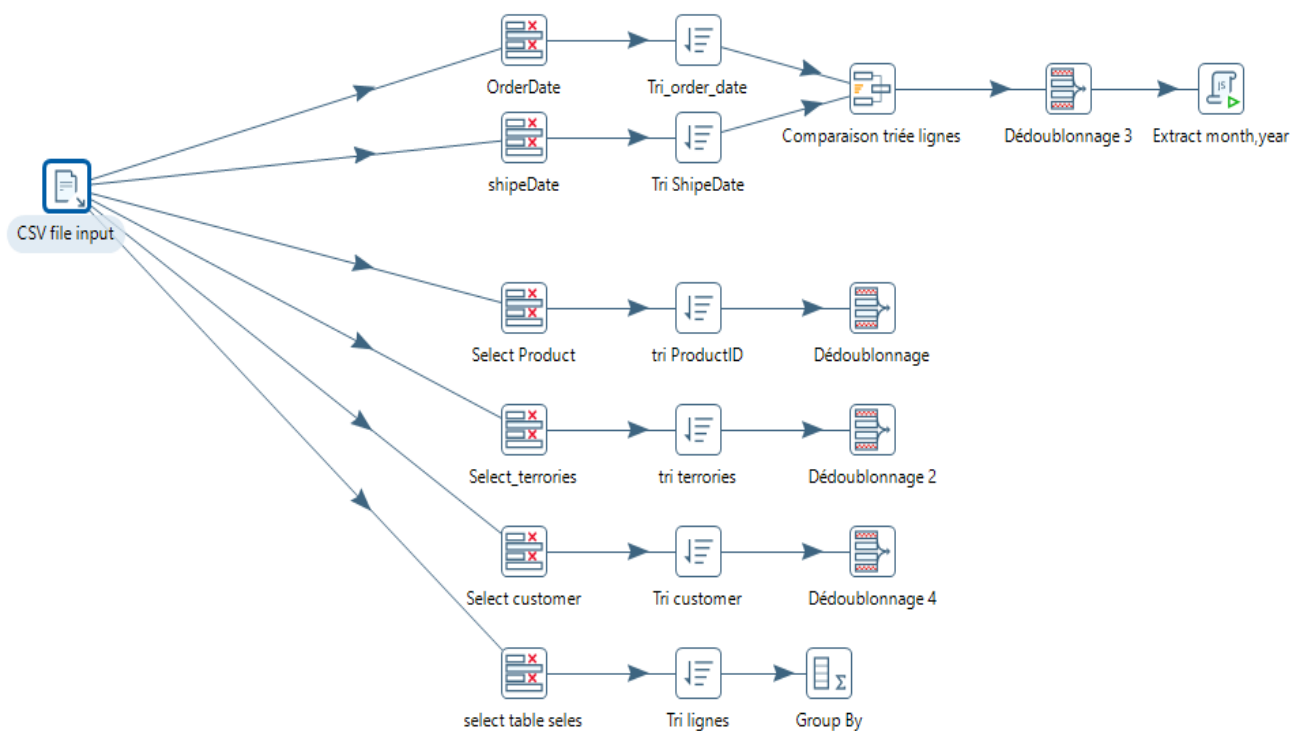 OrderDate
Tri_order_date
Comparaison triée lignes
Dédoublonnage 3
Extract month,year
shipeDate
Tri ShipeDate
CSV file input
Select Product
tri ProductID
Dédoublonnage
Select_terrories
tri terrories
Dédoublonnage 2
Select customer
Tri customer
Dédoublonnage 4
select table seles
Tri lignes
Group By